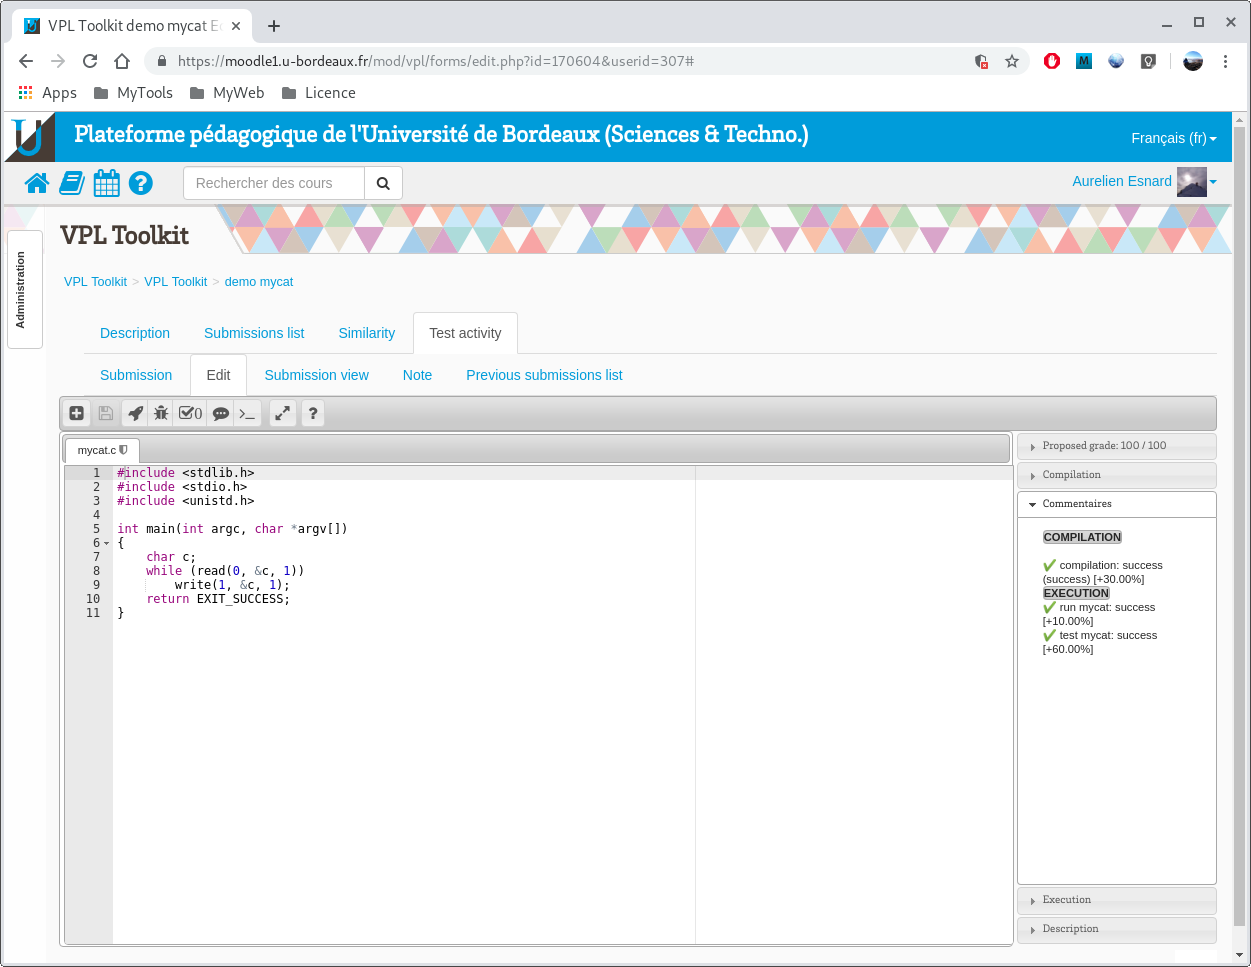 VPL Toolkit demo mycat E
https://moodle1.u-bordeaux.fr/mod/vpl/forms/edit.php?id=170604&userid=307#
Apps MyTools MyWeb Licence
Plateforme pédagogique de l'Université de Bordeaux (Sciences & Techno.)
Français (fr)
Rechercher des cours
Aurelien Esnard
VPL Toolkit
Administration
VPL Toolkit > VPL Toolkit > demo mycat
Description Submissions list Similarity Test activity
Submission Edit Submission view Note Previous submissions list
0 >_ ?
mycat.c
1 #include <stdlib.h>
2 #include <stdio.h>
3 #include <unistd.h>
4
5 int main(int argc, char *argv[])
6 {
7 char c;
8 while (read(0, &c, 1))
9 write(1, &c, 1);
10 return EXIT_SUCCESS;
11 }
Proposed grade: 100 / 100
Compilation
Commentaires
COMPILATION
✔ compilation: success
(success) [+30.00%]
EXECUTION
✔ run mycat: success
[+10.00%]
✔ test mycat: success
[+60.00%]
Execution
Description